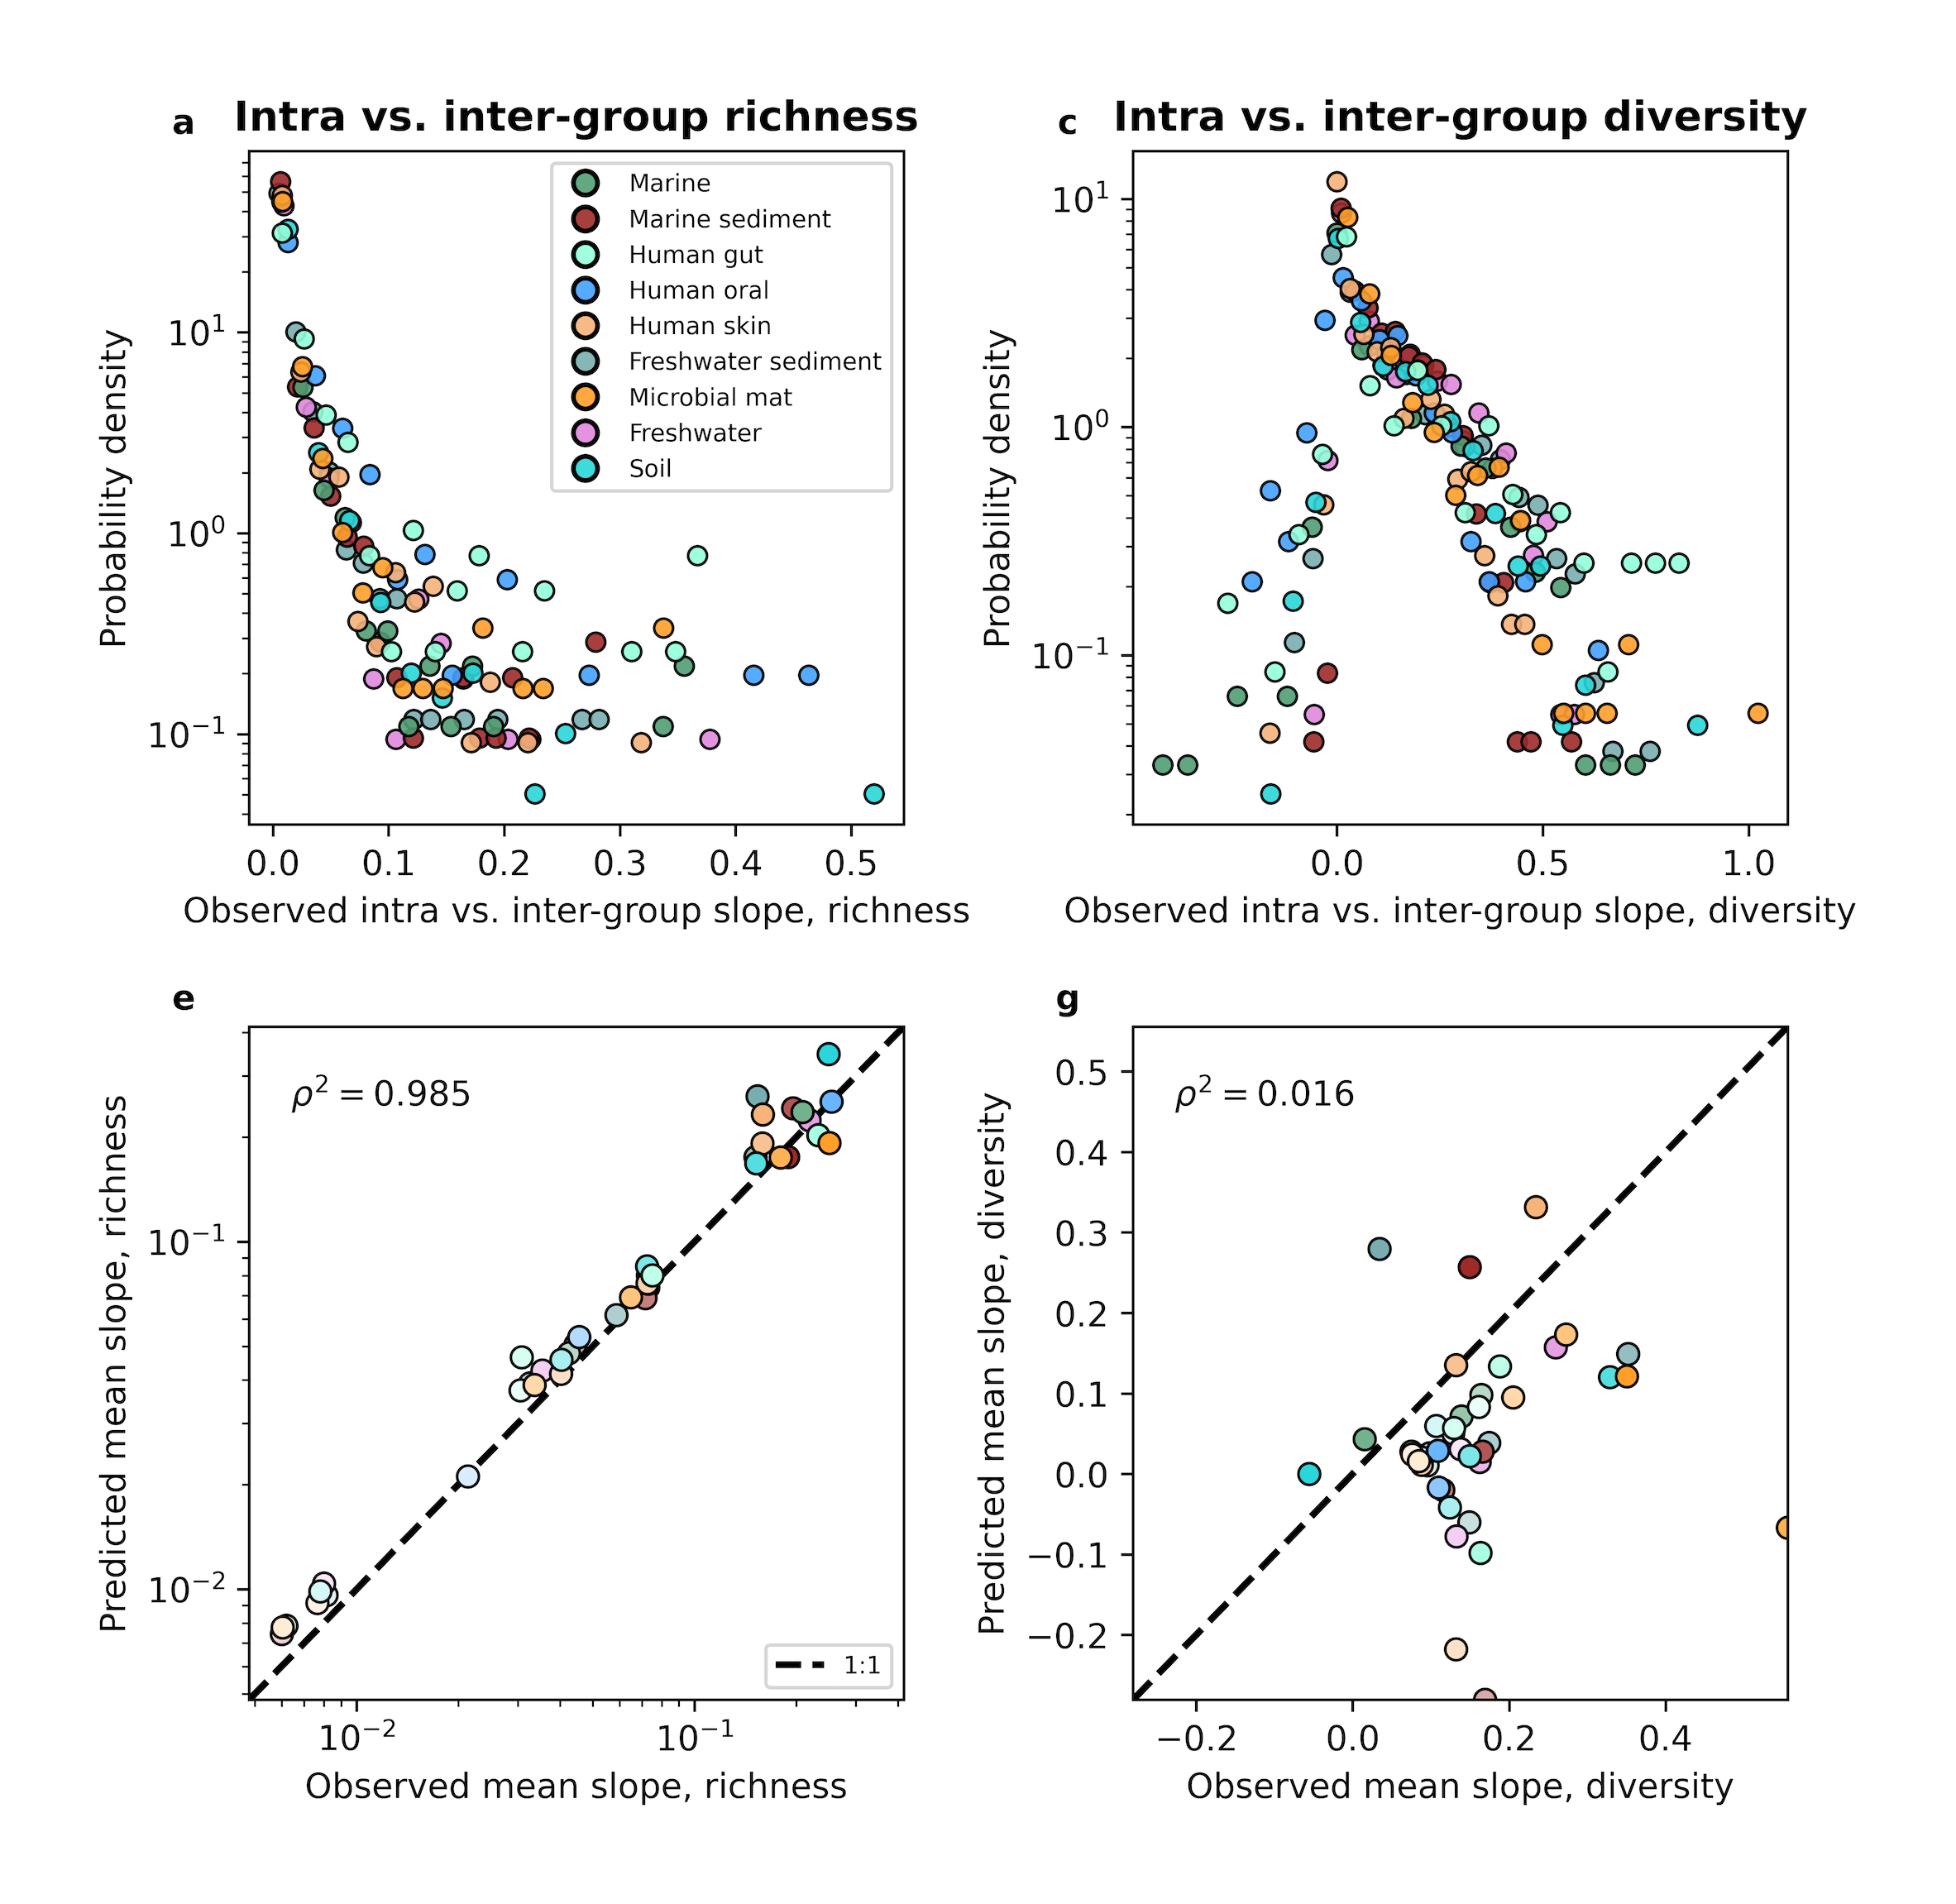 a Intra vs. inter-group richness
Probability density
10¹
10⁰
10⁻¹
Marine
Marine sediment
Human gut
Human oral
Human skin
Freshwater sediment
Microbial mat
Freshwater
Soil
0.0 0.1 0.2 0.3 0.4 0.5
Observed intra vs. inter-group slope, richness
c Intra vs. inter-group diversity
Probability density
10¹
10⁰
10⁻¹
0.0 0.5 1.0
Observed intra vs. inter-group slope, diversity
e
Predicted mean slope, richness
ρ² = 0.985
10⁻¹
10⁻²
1:1
10⁻² 10⁻¹
Observed mean slope, richness
g
Predicted mean slope, diversity
ρ² = 0.016
0.5
0.4
0.3
0.2
0.1
0.0
−0.1
−0.2
−0.2 0.0 0.2 0.4
Observed mean slope, diversity